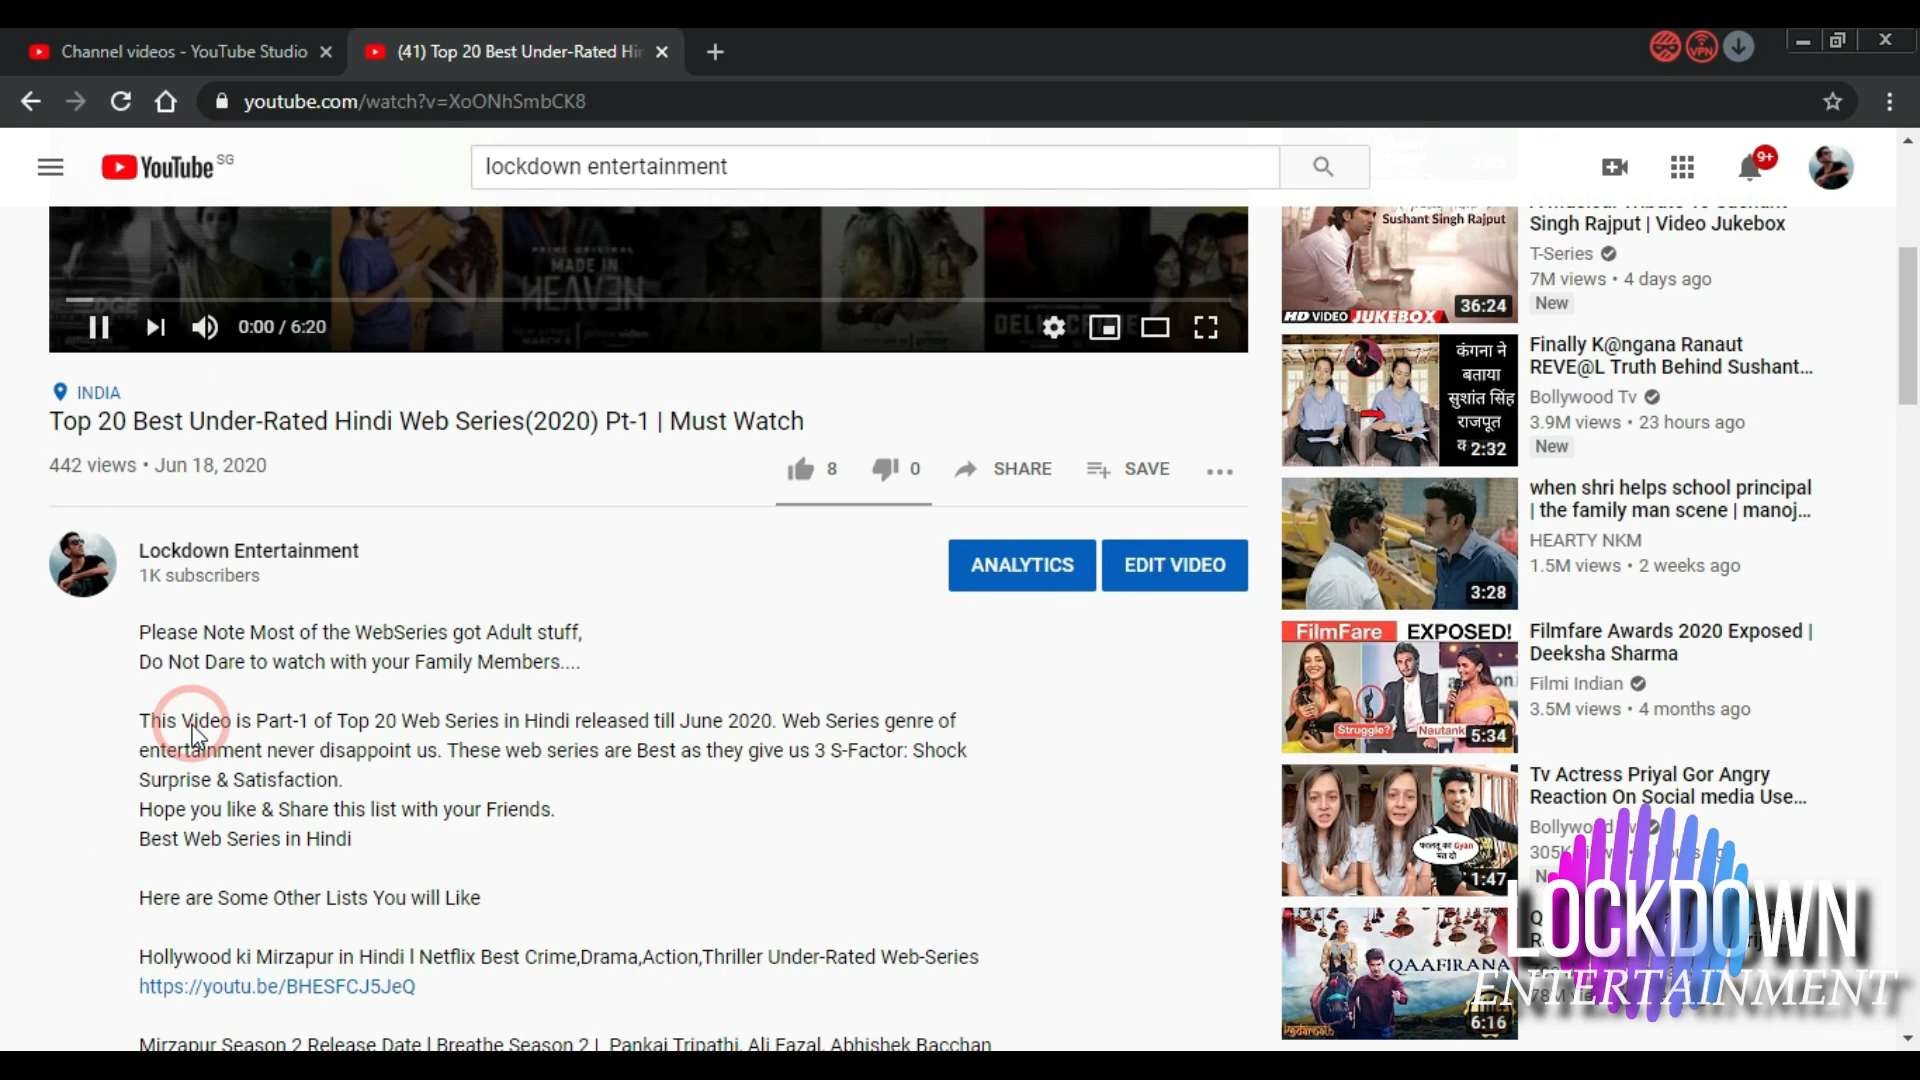 Channel videos - YouTube Studio
(41) Top 20 Best Under-Rated Hin
VPN
youtube.com/watch?v=XoONhSmbCK8
YouTube SG
lockdown entertainment
9+
MADE IN
HEAVEN
0:00 / 6:20
INDIA
Top 20 Best Under-Rated Hindi Web Series(2020) Pt-1 | Must Watch
442 views • Jun 18, 2020
8
0
SHARE
SAVE
Lockdown Entertainment
1K subscribers
ANALYTICS
EDIT VIDEO
Please Note Most of the WebSeries got Adult stuff,
Do Not Dare to watch with your Family Members....
This Video is Part-1 of Top 20 Web Series in Hindi released till June 2020. Web Series genre of
entertainment never disappoint us. These web series are Best as they give us 3 S-Factor: Shock
Surprise & Satisfaction.
Hope you like & Share this list with your Friends.
Best Web Series in Hindi
Here are Some Other Lists You will Like
Hollywood ki Mirzapur in Hindi l Netflix Best Crime,Drama,Action,Thriller Under-Rated Web-Series
https://youtu.be/BHESFCJ5JeQ
Mirzapur Season 2 Release Date l Breathe Season 2 l Pankaj Tripathi, Ali Fazal, Abhishek Bacchan
Sushant Singh Rajput
HD VIDEO JUKEBOX
36:24
Singh Rajput | Video Jukebox
T-Series
7M views • 4 days ago
New
कंगना ने
बताया
सुशांत सिंह
राजपूत
2:32
Finally K@ngana Ranaut
REVE@L Truth Behind Sushant...
Bollywood Tv
3.9M views • 23 hours ago
New
3:28
when shri helps school principal
| the family man scene | manoj...
HEARTY NKM
1.5M views • 2 weeks ago
FilmFare EXPOSED!
Struggle?
Nautank
5:34
Filmfare Awards 2020 Exposed |
Deeksha Sharma
Filmi Indian
3.5M views • 4 months ago
1:47
Tv Actress Priyal Gor Angry
Reaction On Social media Use...
QAAFIRANA
kedarnath
6:16
LOCKDOWN
ENTERTAINMENT